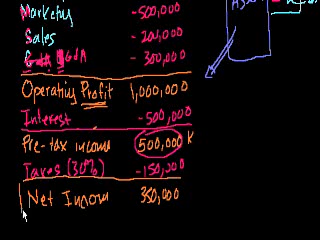 Marketing -500,000
Sales -200,000
G&A -300,000
Operating Profit 1,000,000
Interest -500,000
Pre-tax income 500,000 K
Taxes (30%) -150,000
Net Income 350,000